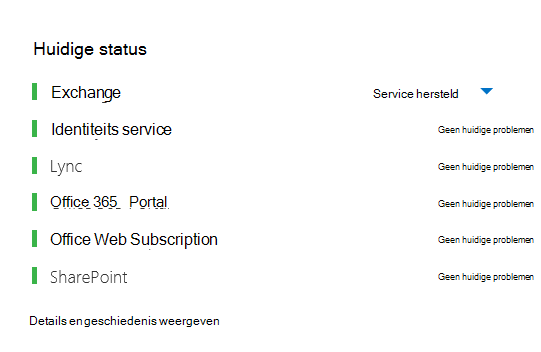 Huidige status
Exchange Service hersteld
Identiteits service Geen huidige problemen
Lync Geen huidige problemen
Office 365 Portal Geen huidige problemen
Office Web Subscription Geen huidige problemen
SharePoint Geen huidige problemen
Details en geschiedenis weergeven